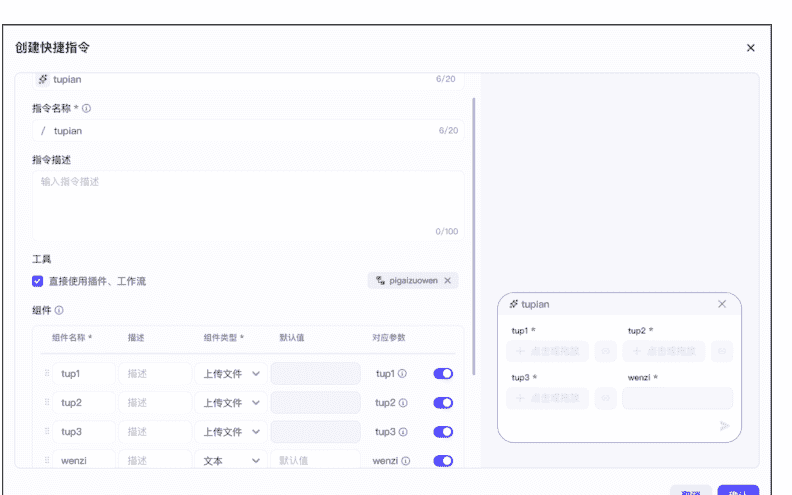 创建快捷指令
tupian 6/20
指令名称 *
/ tupian 6/20
指令描述
输入指令描述
0/100
工具
直接使用插件、工作流 pigaizuowen
组件
组件名称 * 描述 组件类型 * 默认值 对应参数
tup1 描述 上传文件 tup1
tup2 描述 上传文件 tup2
tup3 描述 上传文件 tup3
wenzi 描述 文本 默认值 wenzi
tupian
tup1 * tup2 *
+ 点击或拖放 + 点击或拖放
tup3 * wenzi *
+ 点击或拖放
取消 确认